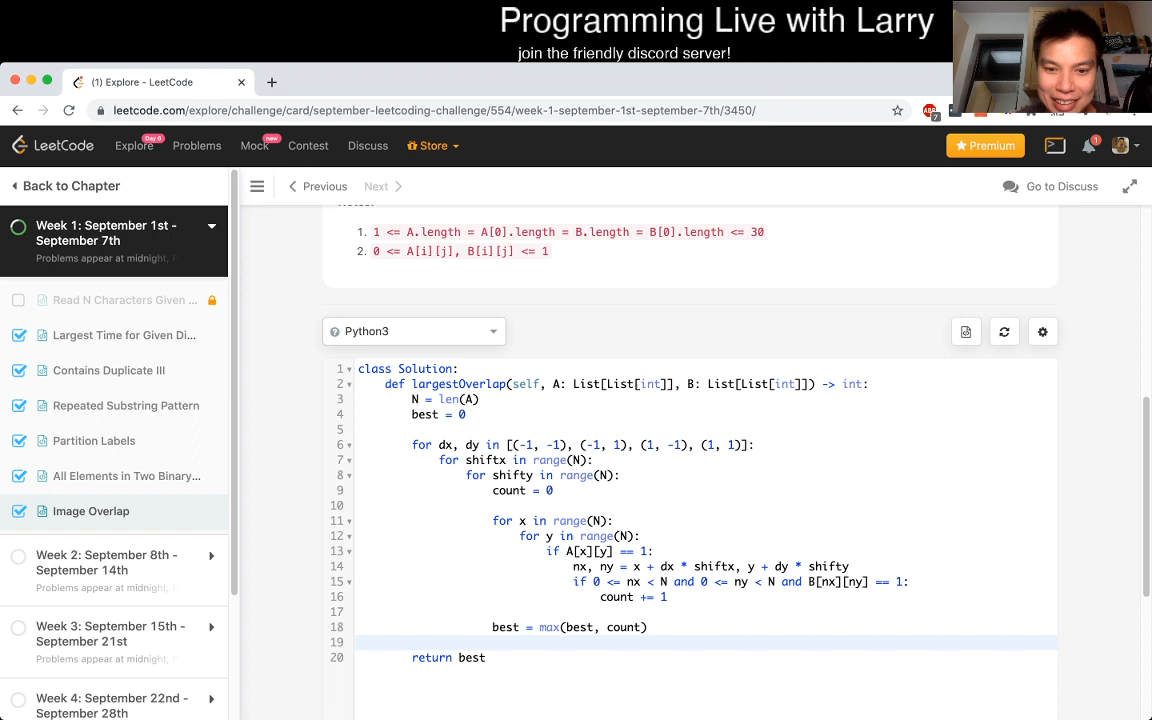 Programming Live with Larry
join the friendly discord server!
(1) Explore - LeetCode
leetcode.com/explore/challenge/card/september-leetcoding-challenge/554/week-1-september-1st-september-7th/3450/
ABP
7
LeetCode
Explore
Day 6
Problems
Mock
new
Contest
Discuss
Store
Premium
1
Back to Chapter
Previous
Next
Go to Discuss
Week 1: September 1st -
September 7th
Problems appear at midnight,
Read N Characters Given ...
Largest Time for Given Di...
Contains Duplicate III
Repeated Substring Pattern
Partition Labels
All Elements in Two Binary...
Image Overlap
Week 2: September 8th -
September 14th
Problems appear at midnight,
Week 3: September 15th -
September 21st
Problems appear at midnight,
Week 4: September 22nd -
September 28th
1. 1 <= A.length = A[0].length = B.length = B[0].length <= 30
2. 0 <= A[i][j], B[i][j] <= 1
Python3
1 class Solution:
2 def largestOverlap(self, A: List[List[int]], B: List[List[int]]) -> int:
3 N = len(A)
4 best = 0
5
6 for dx, dy in [(-1, -1), (-1, 1), (1, -1), (1, 1)]:
7 for shiftx in range(N):
8 for shifty in range(N):
9 count = 0
10
11 for x in range(N):
12 for y in range(N):
13 if A[x][y] == 1:
14 nx, ny = x + dx * shiftx, y + dy * shifty
15 if 0 <= nx < N and 0 <= ny < N and B[nx][ny] == 1:
16 count += 1
17
18 best = max(best, count)
19
20 return best